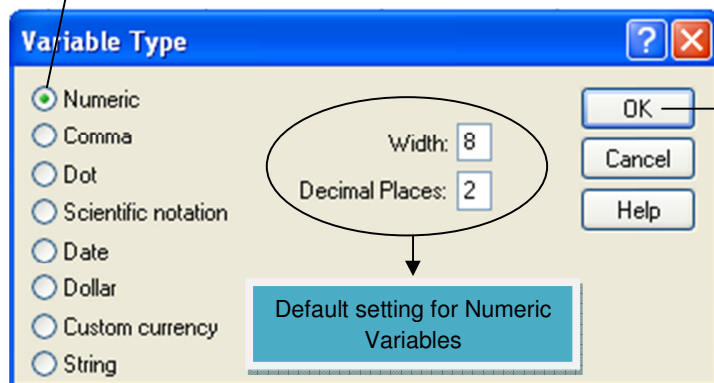 Variable Type
Numeric
Comma
Dot
Scientific notation
Date
Dollar
Custom currency
String
Width: 8
Decimal Places: 2
OK
Cancel
Help
Default setting for Numeric
Variables